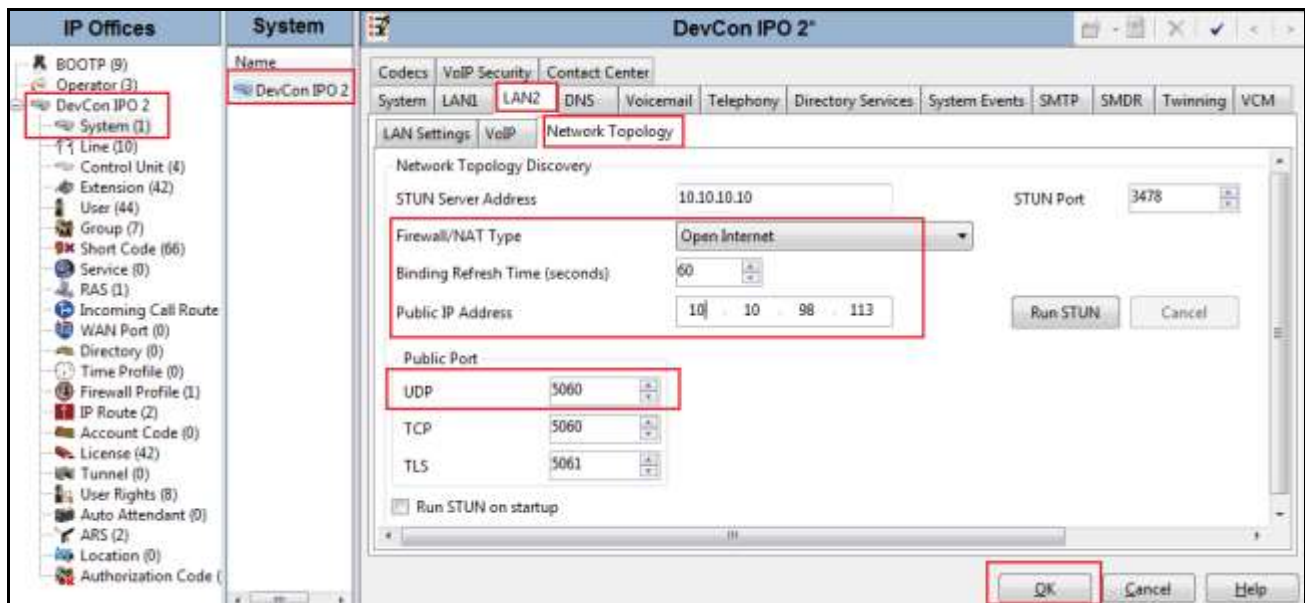 IP Offices
BOOTP (9)
Operator (3)
DevCon IPO 2
System (1)
Line (10)
Control Unit (4)
Extension (42)
User (44)
Group (7)
Short Code (66)
Service (0)
RAS (1)
Incoming Call Route
WAN Port (0)
Directory (0)
Time Profile (0)
Firewall Profile (1)
IP Route (2)
Account Code (0)
License (42)
Tunnel (0)
User Rights (8)
Auto Attendant (0)
ARS (2)
Location (0)
Authorization Code (
System
Name
DevCon IPO 2
DevCon IPO 2*
Codecs VoIP Security Contact Center
System LAN1 LAN2 DNS Voicemail Telephony Directory Services System Events SMTP SMDR Twinning VCM
LAN Settings VoIP Network Topology
Network Topology Discovery
STUN Server Address 10.10.10.10 STUN Port 3478
Firewall/NAT Type Open Internet
Binding Refresh Time (seconds) 60
Public IP Address 10 . 10 . 98 . 113 Run STUN Cancel
Public Port
UDP 5060
TCP 5060
TLS 5061
Run STUN on startup
OK Cancel Help